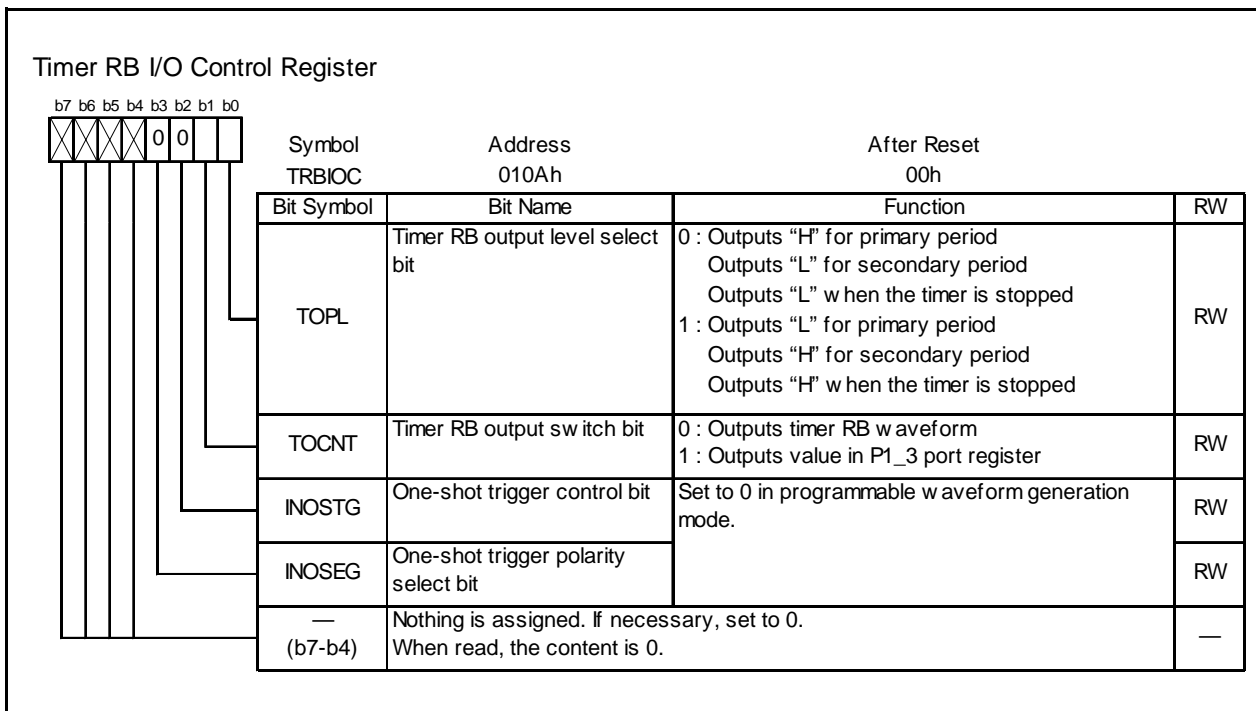 Timer RB I/O Control Register
b7 b6 b5 b4 b3 b2 b1 b0
0 0
Symbol Address After Reset
TRBIOC 010Ah 00h
Bit Symbol Bit Name Function RW
TOPL
Timer RB output level select
bit
0 : Outputs “H” for primary period
Outputs “L” for secondary period
Outputs “L” when the timer is stopped
1 : Outputs “L” for primary period
Outputs “H” for secondary period
Outputs “H” when the timer is stopped
RW
TOCNT
Timer RB output switch bit
0 : Outputs timer RB waveform
1 : Outputs value in P1_3 port register
RW
INOSTG
One-shot trigger control bit
Set to 0 in programmable waveform generation
mode.
RW
INOSEG
One-shot trigger polarity
select bit
RW
—
(b7-b4)
Nothing is assigned. If necessary, set to 0.
When read, the content is 0.
—